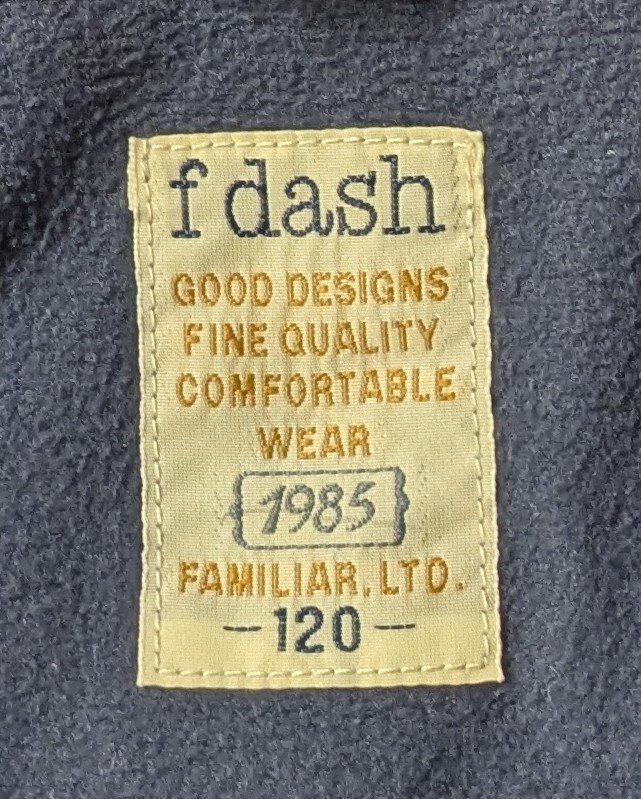 f dash
GOOD DESIGNS
FINE QUALITY
COMFORTABLE
WEAR
1985
FAMILIAR, LTD.
-120-